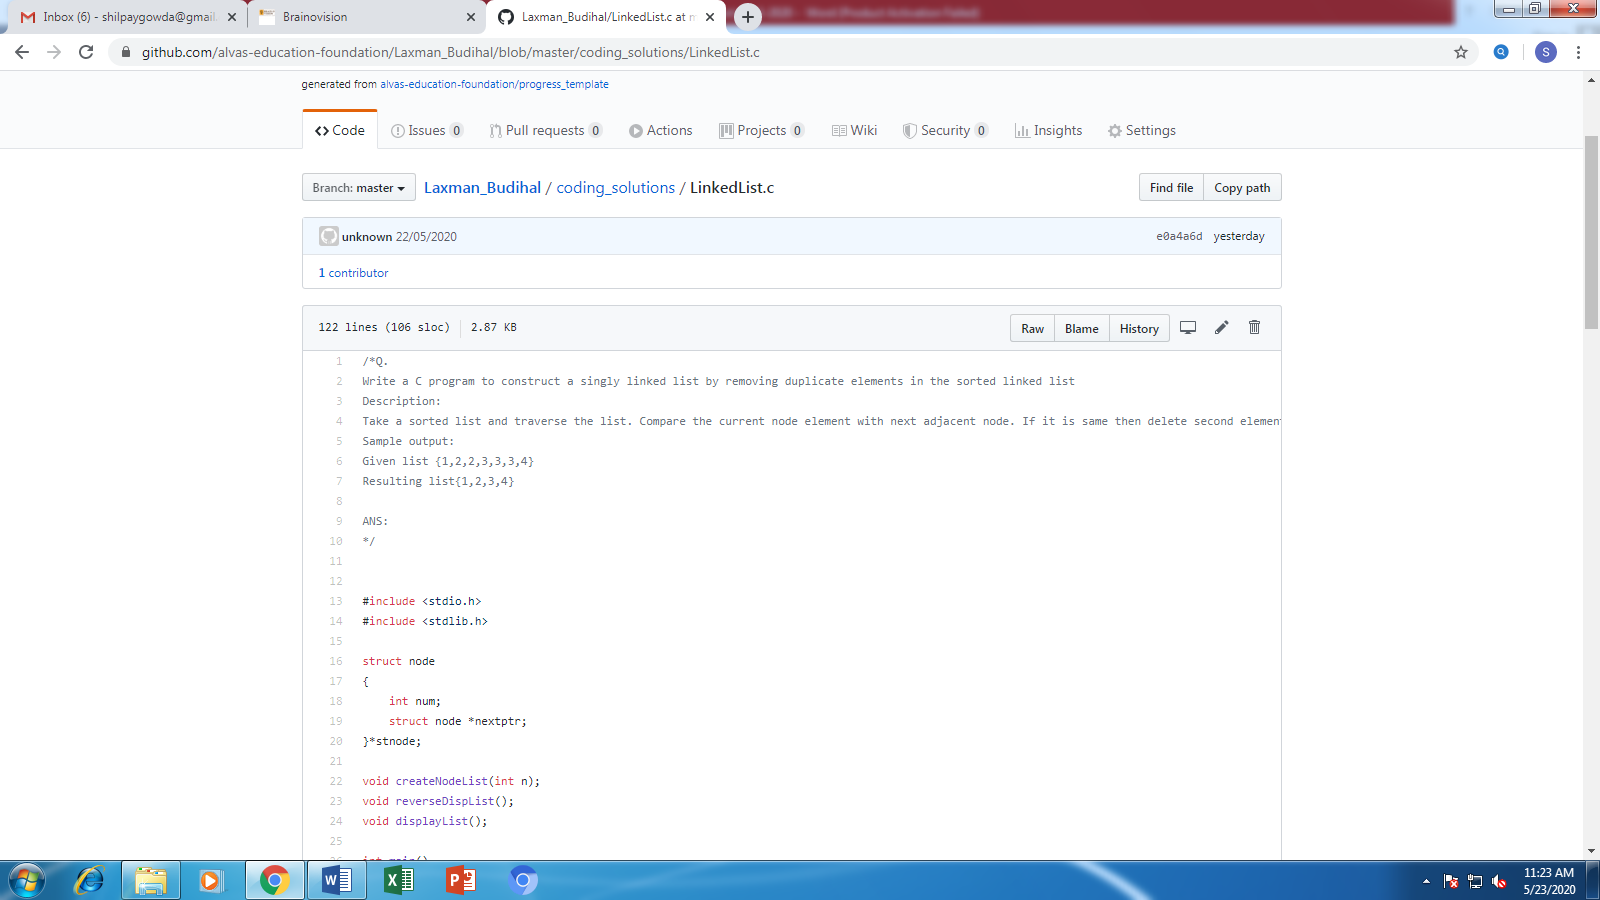 Inbox (6) - shilpaygowda@gmail.
Brainovision
Laxman_Budihal/LinkedList.c at m
Word (Product Activation Failed)
github.com/alvas-education-foundation/Laxman_Budihal/blob/master/coding_solutions/LinkedList.c
S
generated from alvas-education-foundation/progress_template
Code
Issues 0
Pull requests 0
Actions
Projects 0
Wiki
Security 0
Insights
Settings
Branch: master
Laxman_Budihal / coding_solutions / LinkedList.c
Find file
Copy path
unknown 22/05/2020
e0a4a6d yesterday
1 contributor
122 lines (106 sloc) 2.87 KB
Raw
Blame
History
1 /*Q.
2 Write a C program to construct a singly linked list by removing duplicate elements in the sorted linked list
3 Description:
4 Take a sorted list and traverse the list. Compare the current node element with next adjacent node. If it is same then delete second elemen
5 Sample output:
6 Given list {1,2,2,3,3,3,4}
7 Resulting list{1,2,3,4}
8
9 ANS:
10 */
11
12
13 #include <stdio.h>
14 #include <stdlib.h>
15
16 struct node
17 {
18 int num;
19 struct node *nextptr;
20 }*stnode;
21
22 void createNodeList(int n);
23 void reverseDispList();
24 void displayList();
25
26 int main()
11:23 AM
5/23/2020